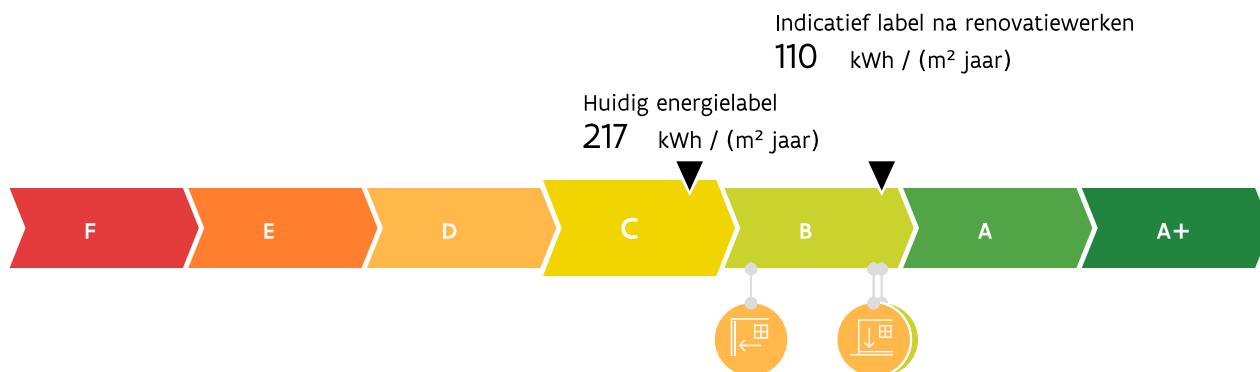 Indicatief label na renovatiewerken
110 kWh / (m² jaar)
Huidig energielabel
217 kWh / (m² jaar)
F E D C B A A+